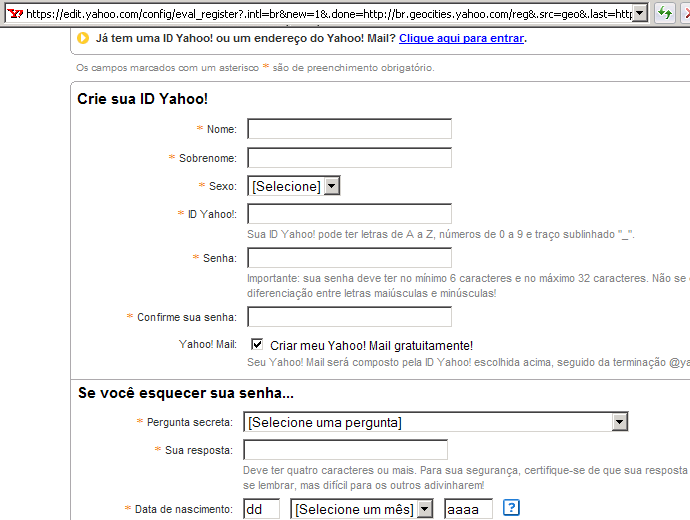 https://edit.yahoo.com/config/eval_register?.intl=br&new=1&.done=http://br.geocities.yahoo.com/reg&.src=geo&.last=http
Já tem uma ID Yahoo! ou um endereço do Yahoo! Mail? Clique aqui para entrar.
Os campos marcados com um asterisco * são de preenchimento obrigatório.
Crie sua ID Yahoo!
* Nome:
* Sobrenome:
* Sexo: [Selecione]
* ID Yahoo!:
Sua ID Yahoo! pode ter letras de A a Z, números de 0 a 9 e traço sublinhado "_".
* Senha:
Importante: sua senha deve ter no mínimo 6 caracteres e no máximo 32 caracteres. Não se e
diferenciação entre letras maiúsculas e minúsculas!
* Confirme sua senha:
Yahoo! Mail: Criar meu Yahoo! Mail gratuitamente!
Seu Yahoo! Mail será composto pela ID Yahoo! escolhida acima, seguido da terminação @ya
Se você esquecer sua senha...
* Pergunta secreta: [Selecione uma pergunta]
* Sua resposta:
Deve ter quatro caracteres ou mais. Para sua segurança, certifique-se de que sua resposta
se lembrar, mas difícil para os outros adivinharem!
* Data de nascimento: dd [Selecione um mês] aaaa ?